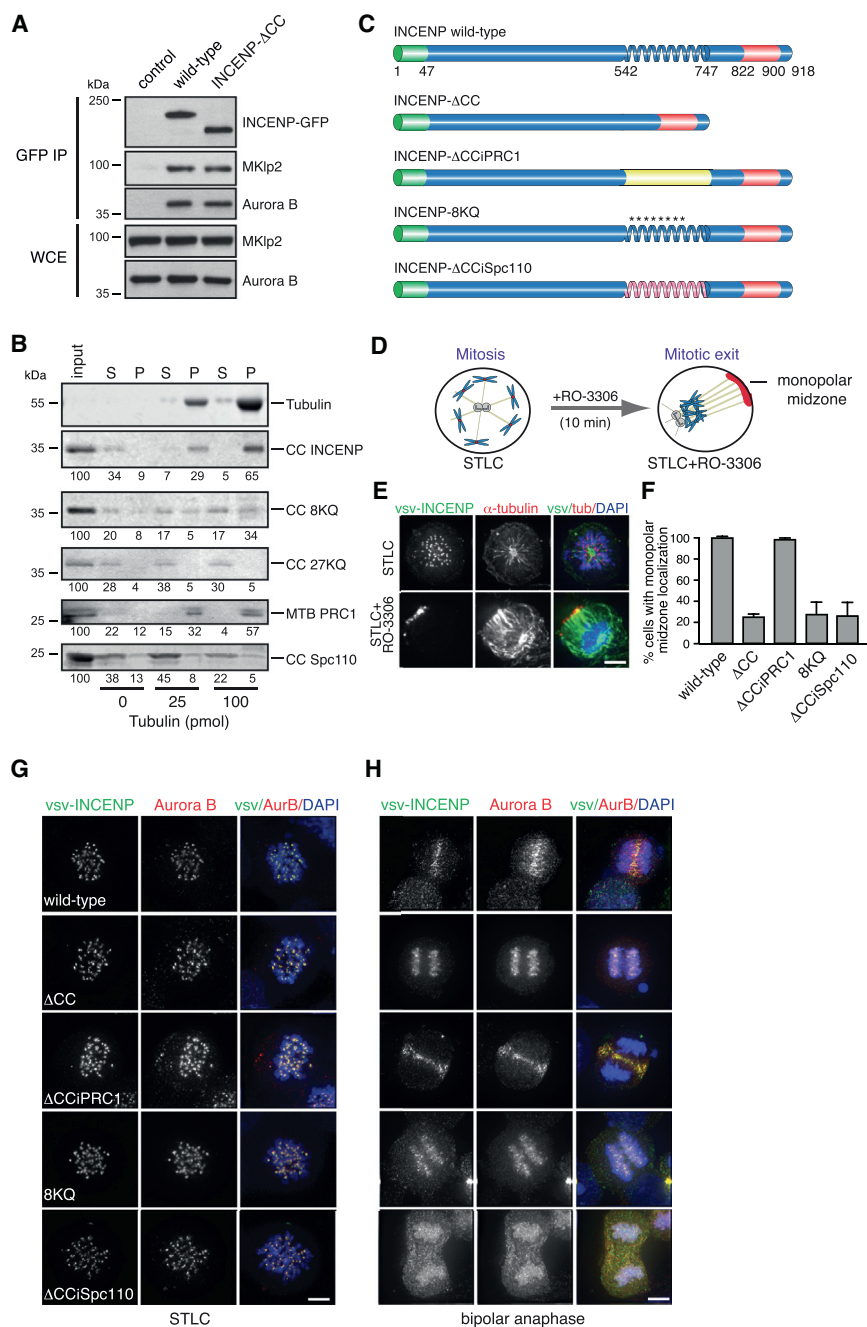 A
control
wild-type
INCENP-ΔCC
kDa
250
INCENP-GFP
GFP IP
100
MKlp2
35
Aurora B
WCE
100
MKlp2
35
Aurora B
B
input
S P S P S P
kDa
55
Tubulin
35
CC INCENP
100 34 9 7 29 5 65
35
CC 8KQ
100 20 8 17 5 17 34
35
CC 27KQ
100 28 4 38 5 30 5
25
MTB PRC1
100 22 12 15 32 4 57
25
CC Spc110
100 38 13 45 8 22 5
0 25 100
Tubulin (pmol)
C
INCENP wild-type
1 47 542 747 822 900 918
INCENP-ΔCC
INCENP-ΔCCiPRC1
INCENP-8KQ
********
INCENP-ΔCCiSpc110
D
Mitosis
Mitotic exit
+RO-3306
(10 min)
monopolar
midzone
STLC
STLC+RO-3306
E
vsv-INCENP α-tubulin vsv/tub/DAPI
STLC
STLC+
RO-3306
F
% cells with monopolar
midzone localization
100
80
60
40
20
0
wild-type
ΔCC
ΔCCiPRC1
8KQ
ΔCCiSpc110
G
vsv-INCENP Aurora B vsv/AurB/DAPI
wild-type
ΔCC
ΔCCiPRC1
8KQ
ΔCCiSpc110
STLC
H
vsv-INCENP Aurora B vsv/AurB/DAPI
bipolar anaphase